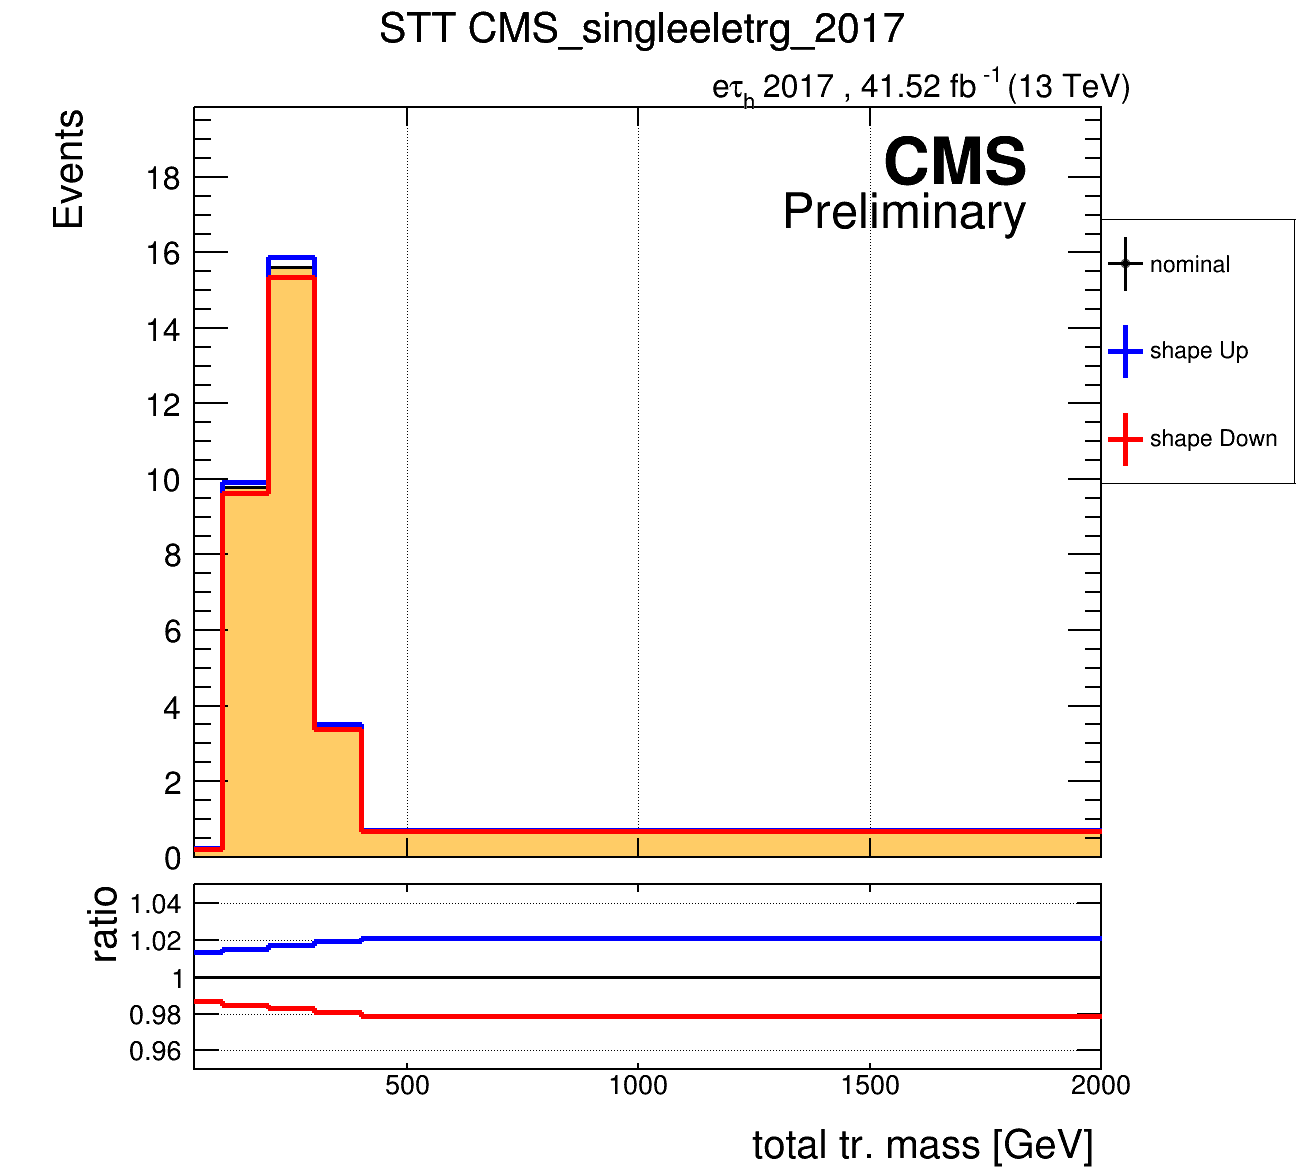 STT CMS_singleeletrg_2017
eτh 2017 , 41.52 fb -1 (13 TeV)
Events
CMS
Preliminary
18
16
14
12
10
8
6
4
2
0
nominal
shape Up
shape Down
ratio
1.04
1.02
1
0.98
0.96
500
1000
1500
2000
total tr. mass [GeV]